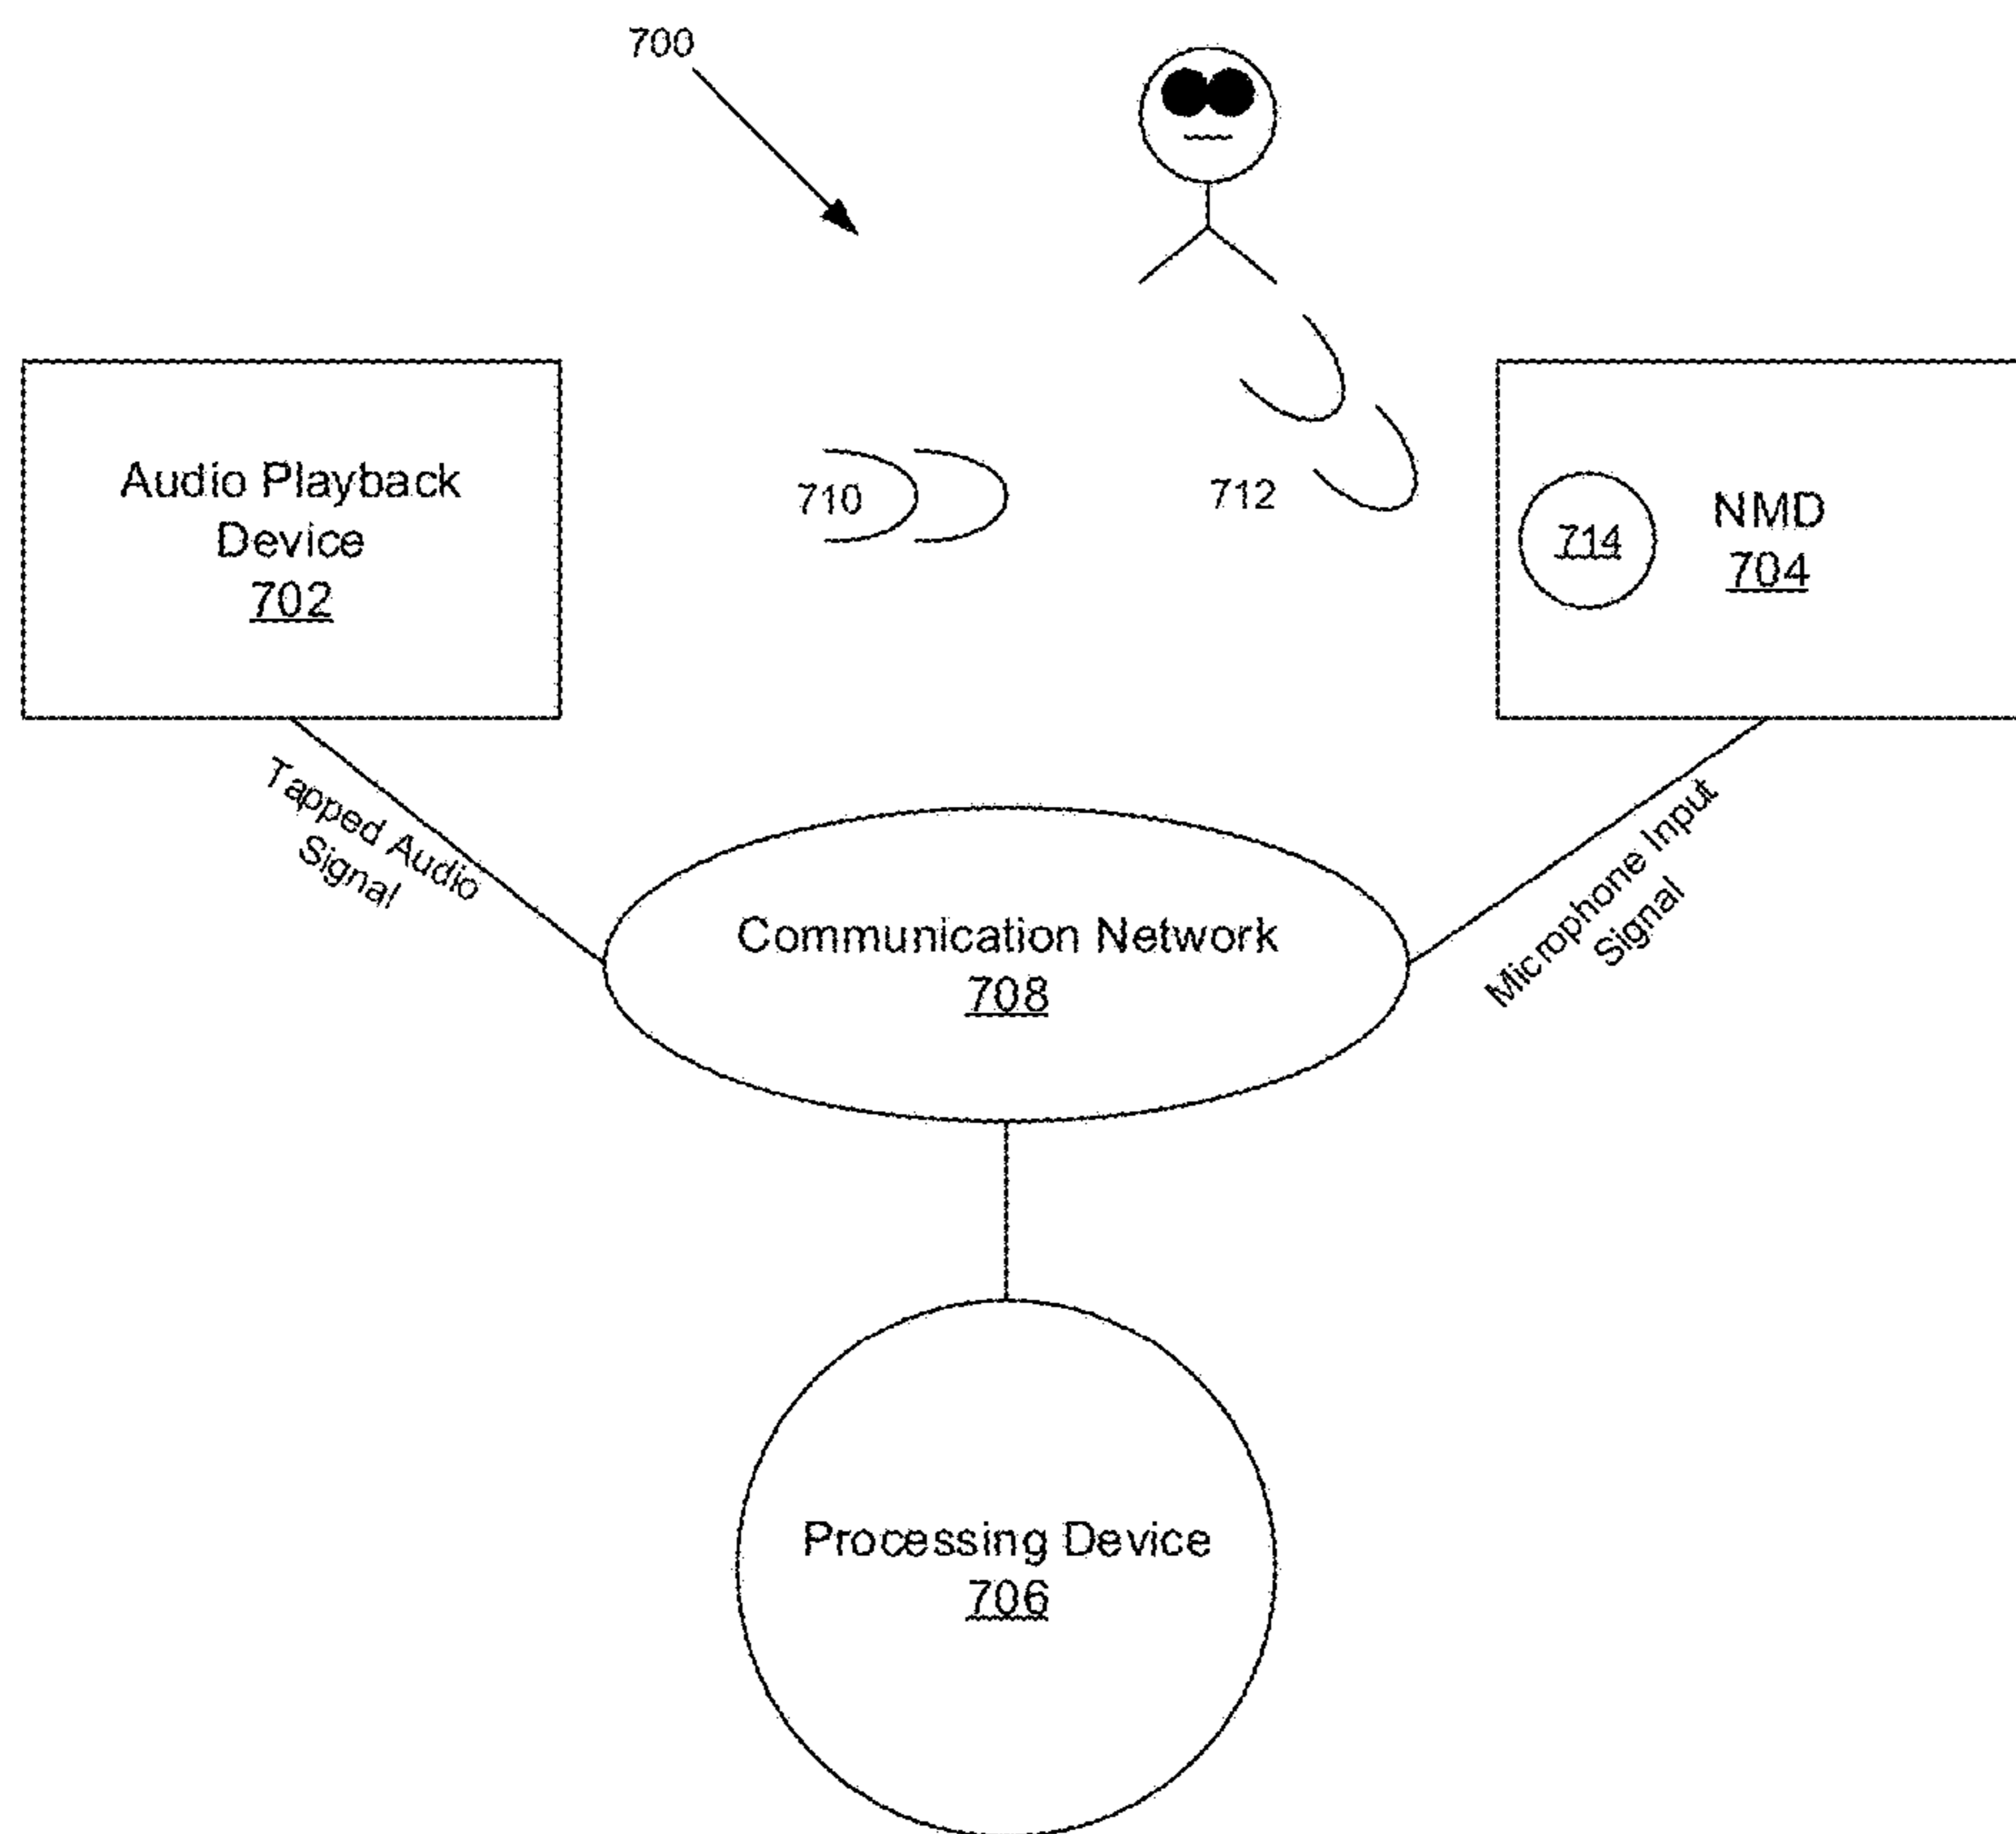 700
Audio Playback
Device
702
710
712
714
NMD
704
Tapped Audio
Signal
Microphone Input
Signal
Communication Network
708
Processing Device
706